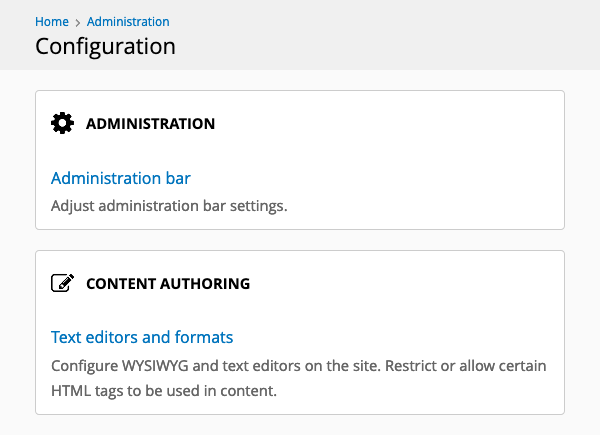 Home > Administration
Configuration
ADMINISTRATION
Administration bar
Adjust administration bar settings.
CONTENT AUTHORING
Text editors and formats
Configure WYSIWYG and text editors on the site. Restrict or allow certain
HTML tags to be used in content.